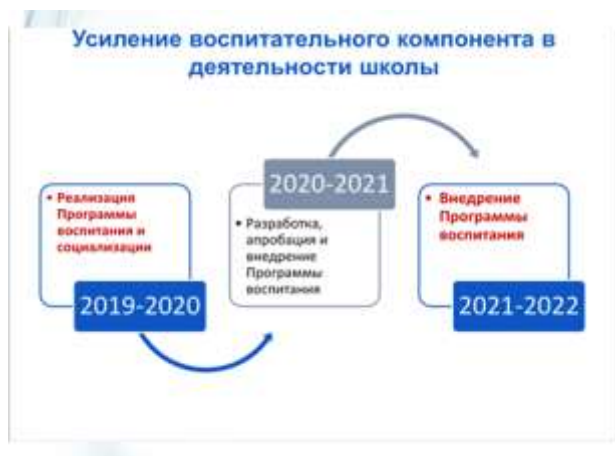 Усиление воспитательного компонента в
деятельности школы
• Реализация
Программы
воспитания и
социализации
2019-2020
2020-2021
• Разработка,
апробация и
внедрение
Программы
воспитания
• Внедрение
Программы
воспитания
2021-2022